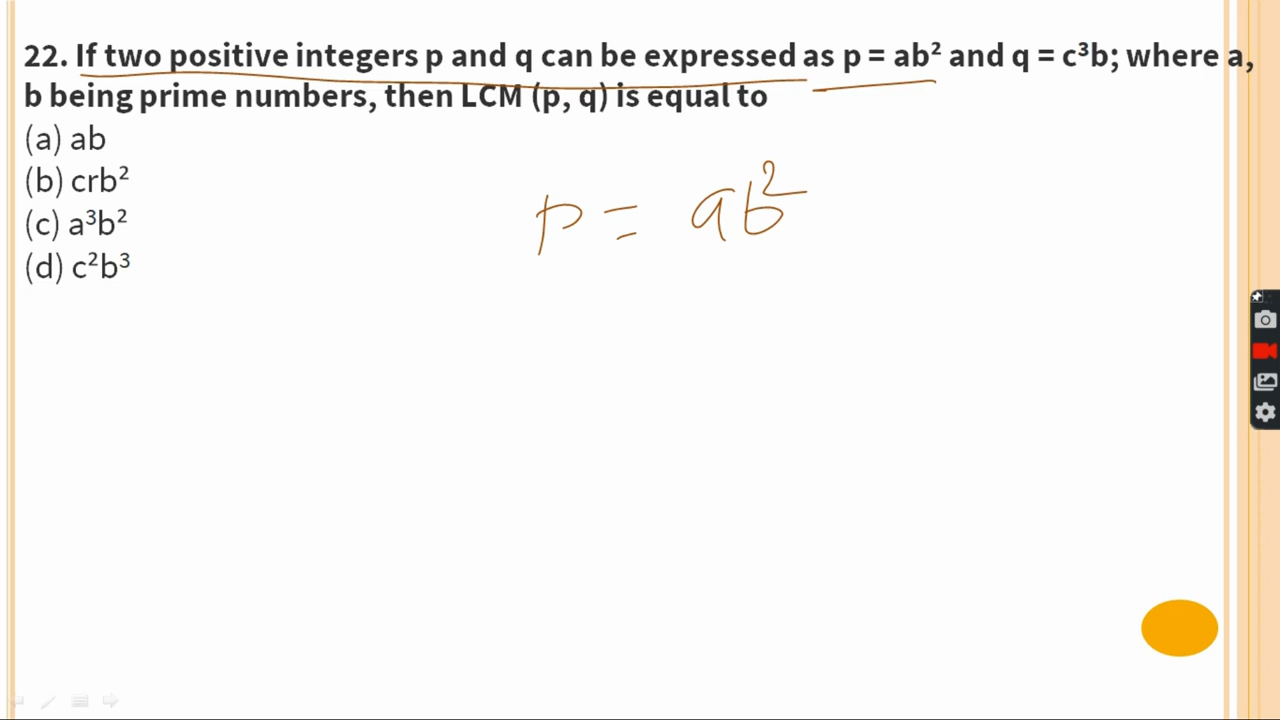 22. If two positive integers p and q can be expressed as p = ab² and q = c³b; where a,
b being prime numbers, then LCM (p, q) is equal to
(a) ab
(b) crb²
(c) a³b²
(d) c²b³
p = ab²